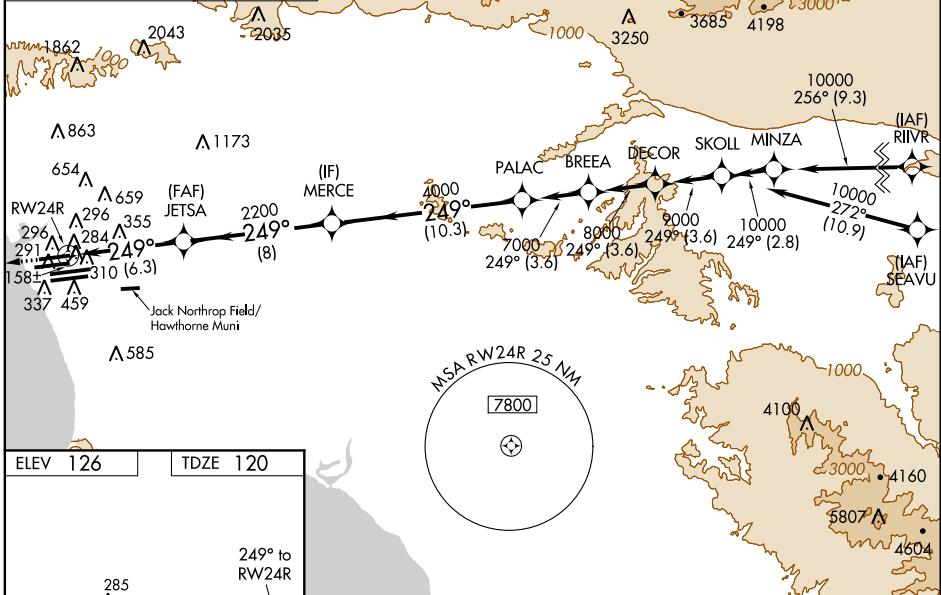 2035
2043
1862
1000
1000
3250
3685
4198
3000
863
1173
10000
256° (9.3)
(IAF)
RIIVR
654
659
(FAF)
JETSA
(IF)
MERCE
PALAC
BREEA
DECOR
SKOLL
MINZA
RW24R
296
355
2200
249°
(8)
4000
249°
(10.3)
7000
249° (3.6)
8000
249° (3.6)
9000
249° (3.6)
10000
249° (2.8)
10000
272°
(10.9)
(IAF)
SEAVU
296
284
291
249°
(6.3)
310
158±
337
459
Jack Northrop Field/
Hawthorne Muni
585
MSA RW24R 25 NM
7800
1000
4100
3000
4160
5807
4604
ELEV 126
TDZE 120
249° to
RW24R
285